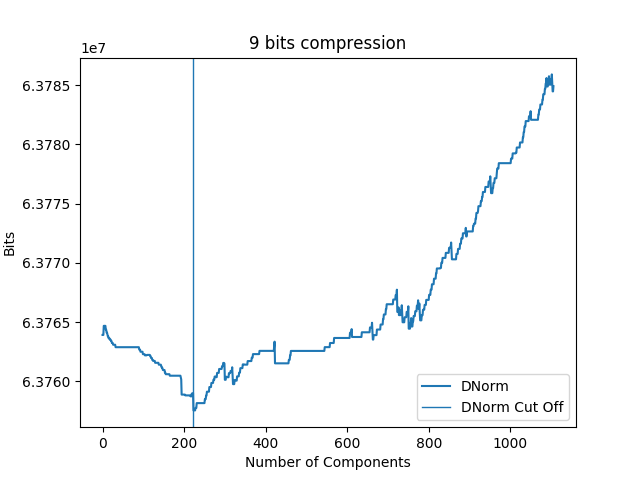 9 bits compression
1e7
6.3785
6.3780
6.3775
6.3770
6.3765
6.3760
Bits
0 200 400 600 800 1000
Number of Components
DNorm
DNorm Cut Off